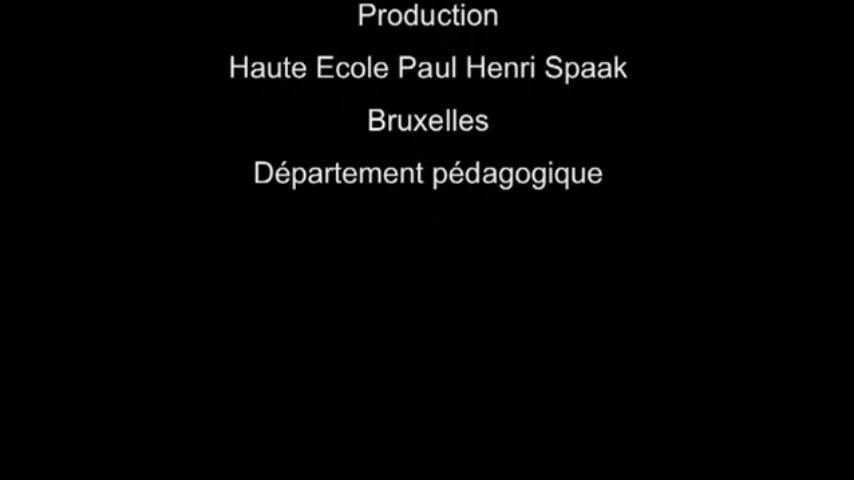 Production
Haute Ecole Paul Henri Spaak
Bruxelles
Département pédagogique